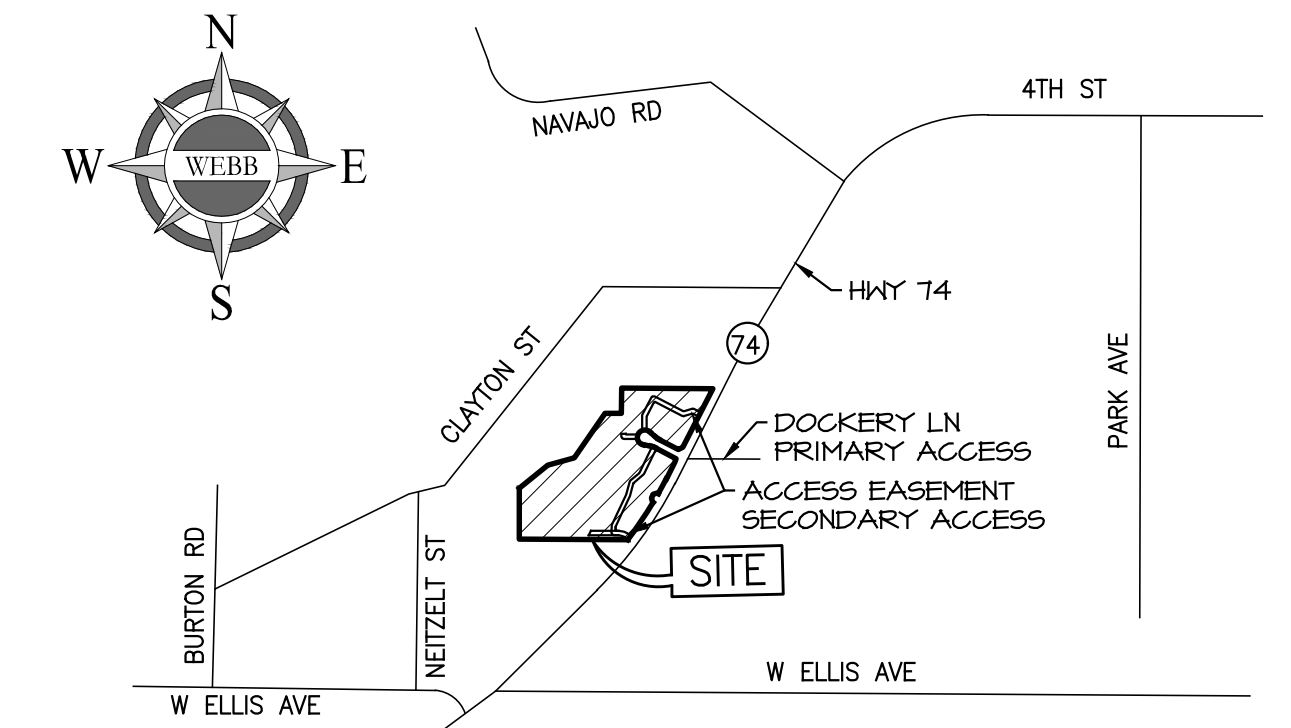 N
W
WEBB
E
S
4TH ST
NAVAJO RD
HWY 74
74
CLAYTON ST
PARK AVE
DOCKERY LN
PRIMARY ACCESS
ACCESS EASEMENT
SECONDARY ACCESS
BURTON RD
NEITZELT ST
SITE
W ELLIS AVE
W ELLIS AVE